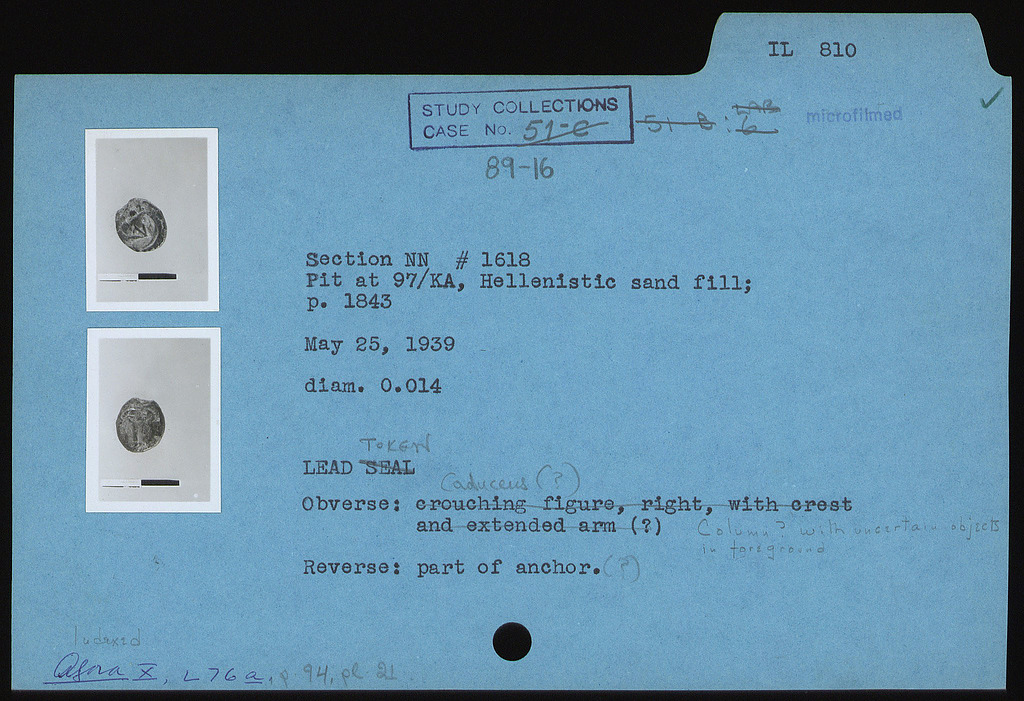 IL 810
STUDY COLLECTIONS
CASE No. 51-C
51-B : LAB 6
microfilmed
89-16
Section NN # 1618
Pit at 97/KA, Hellenistic sand fill;
p. 1843
May 25, 1939
diam. 0.014
TOKEN
LEAD SEAL
Caduceus (?)
Obverse: crouching figure, right, with crest
and extended arm (?) Column? with uncertain objects
in foreground
Reverse: part of anchor. (?)
Indexed
Agora X, L 76 a, p 94, pl 21